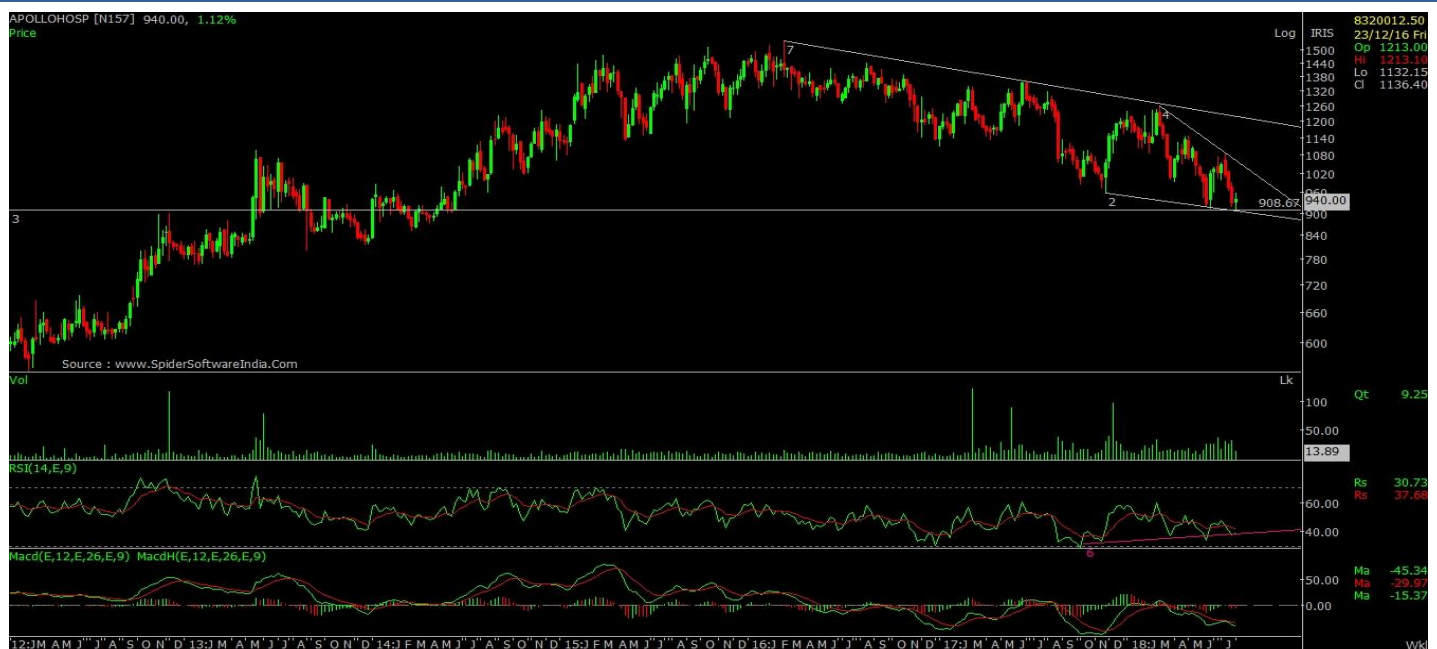 APOLLOHOSP [N157] 940.00, 1.12%
Price
Log
IRIS
8320012.50
23/12/16 Fri
Op 1213.00
Hi 1213.10
Lo 1132.15
Cl 1136.40
1500
1440
1380
1320
1260
1200
1140
1080
1020
960
940.00
900
840
780
720
660
600
7
4
2
3
908.67
Source : www.SpiderSoftwareIndia.Com
Vol
Lk
100
50.00
13.89
Qt 9.25
RSI(14,E,9)
60.00
40.00
6
Rs 30.73
Rs 37.68
Macd(E,12,E,26,E,9) MacdH(E,12,E,26,E,9)
50.00
0.00
Ma -45.34
Ma -29.97
Ma -15.37